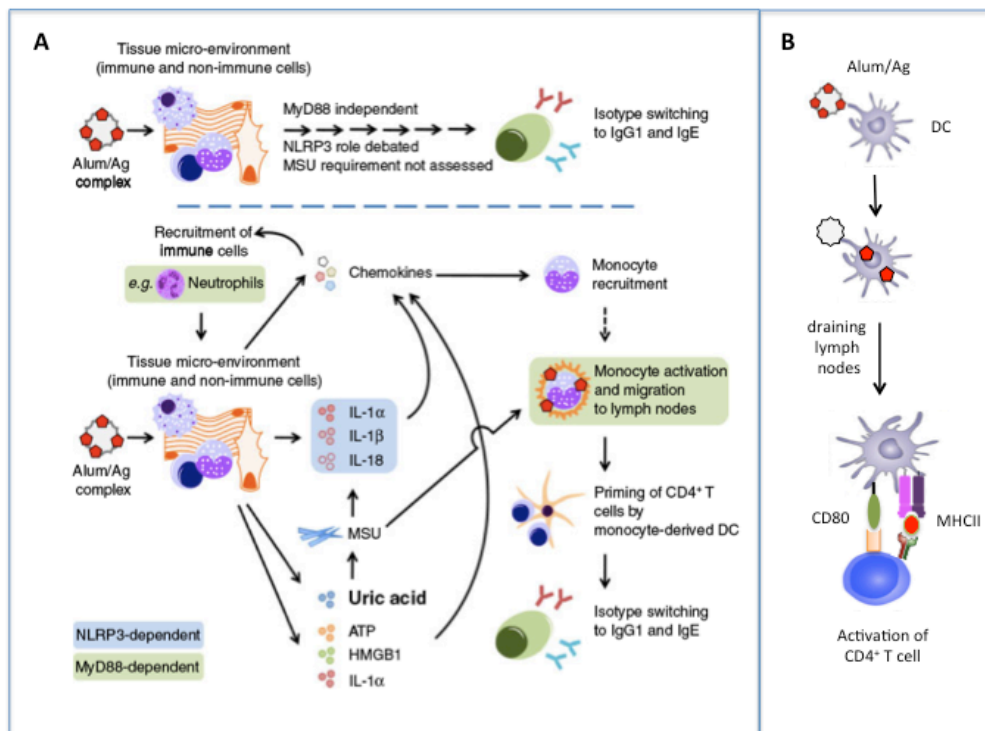 A
Tissue micro-environment
(immune and non-immune cells)
Alum/Ag
complex
MyD88 independent
NLRP3 role debated
MSU requirement not assessed
Isotype switching
to IgG1 and IgE
Recruitment of
immune cells
e.g. Neutrophils
Chemokines
Monocyte
recruitment
Tissue micro-environment
(immune and non-immune cells)
Alum/Ag
complex
IL-1α
IL-1β
IL-18
Monocyte activation
and migration
to lymph nodes
MSU
Priming of CD4⁺ T
cells by
monocyte-derived DC
Uric acid
ATP
HMGB1
IL-1α
Isotype switching
to IgG1 and IgE
NLRP3-dependent
MyD88-dependent
B
Alum/Ag
DC
draining
lymph
nodes
CD80
MHCII
Activation of
CD4⁺ T cell